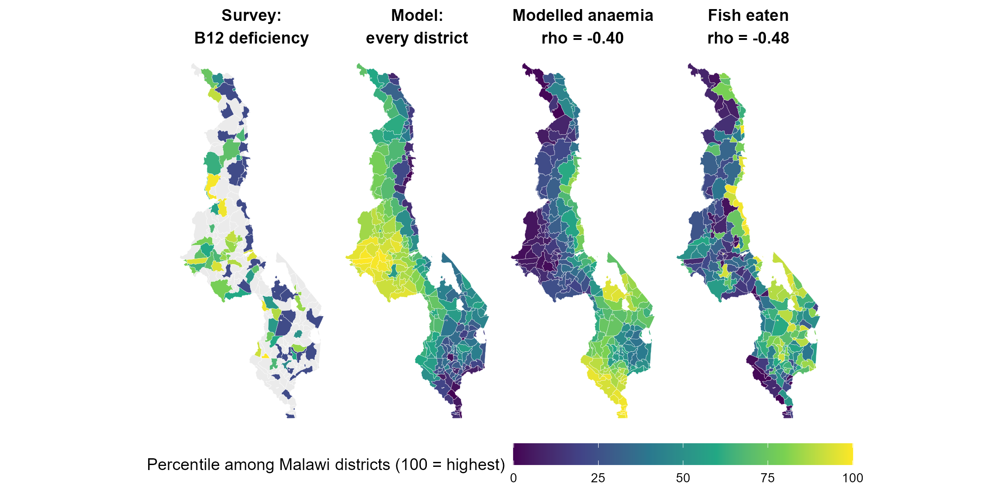 Survey:
B12 deficiency
Model:
every district
Modelled anaemia
rho = -0.40
Fish eaten
rho = -0.48
Percentile among Malawi districts (100 = highest)
0 25 50 75 100